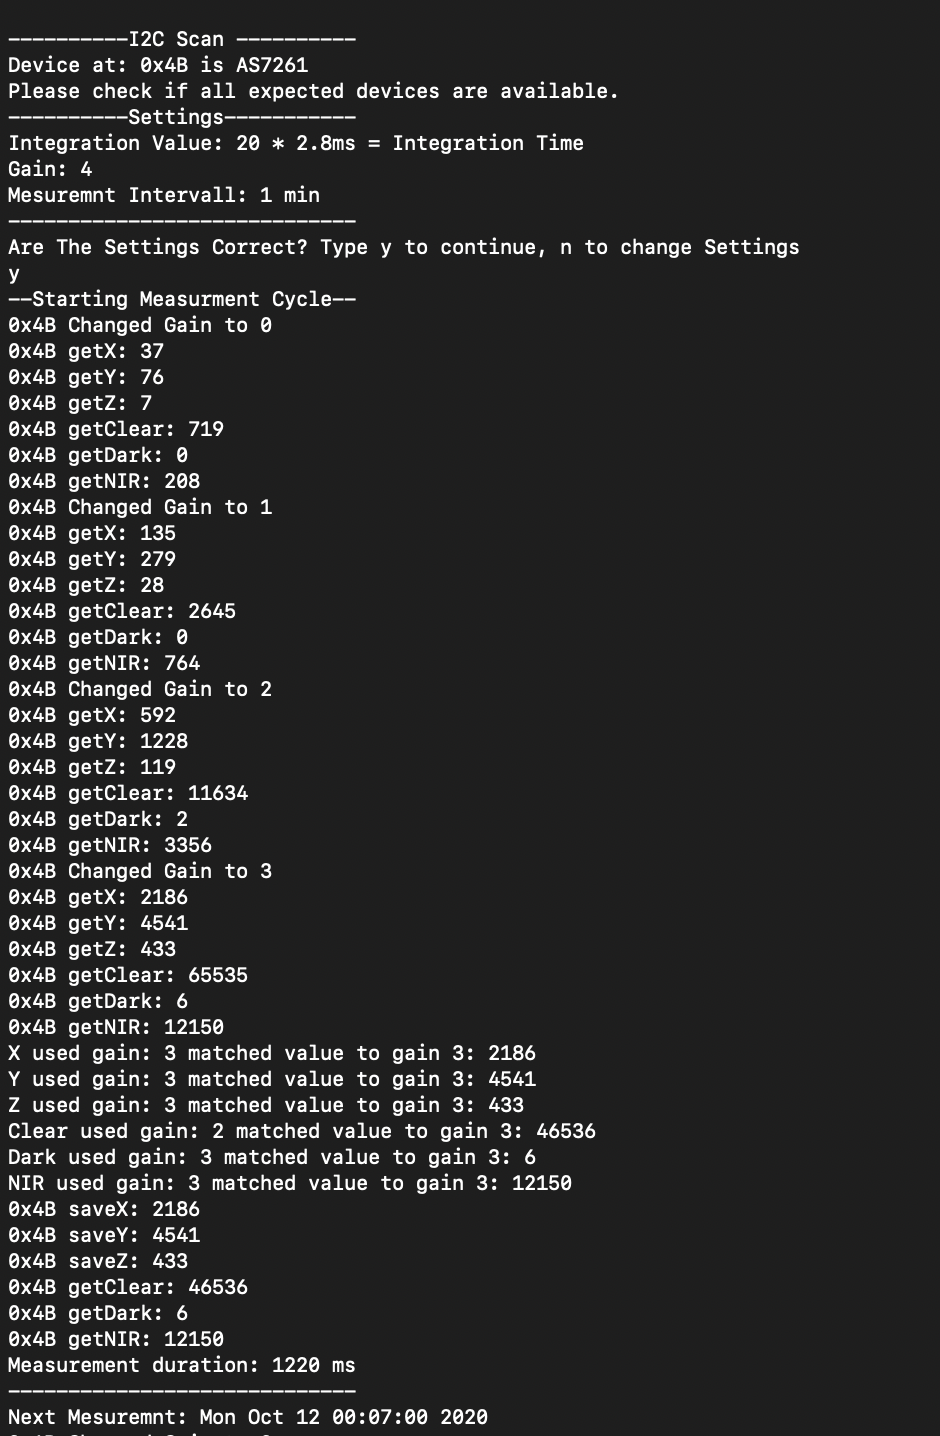 ----------I2C Scan ----------
Device at: 0x4B is AS7261
Please check if all expected devices are available.
----------Settings-----------
Integration Value: 20 * 2.8ms = Integration Time
Gain: 4
Mesuremnt Intervall: 1 min
-----------------------------
Are The Settings Correct? Type y to continue, n to change Settings
y
--Starting Measurment Cycle--
0x4B Changed Gain to 0
0x4B getX: 37
0x4B getY: 76
0x4B getZ: 7
0x4B getClear: 719
0x4B getDark: 0
0x4B getNIR: 208
0x4B Changed Gain to 1
0x4B getX: 135
0x4B getY: 279
0x4B getZ: 28
0x4B getClear: 2645
0x4B getDark: 0
0x4B getNIR: 764
0x4B Changed Gain to 2
0x4B getX: 592
0x4B getY: 1228
0x4B getZ: 119
0x4B getClear: 11634
0x4B getDark: 2
0x4B getNIR: 3356
0x4B Changed Gain to 3
0x4B getX: 2186
0x4B getY: 4541
0x4B getZ: 433
0x4B getClear: 65535
0x4B getDark: 6
0x4B getNIR: 12150
X used gain: 3 matched value to gain 3: 2186
Y used gain: 3 matched value to gain 3: 4541
Z used gain: 3 matched value to gain 3: 433
Clear used gain: 2 matched value to gain 3: 46536
Dark used gain: 3 matched value to gain 3: 6
NIR used gain: 3 matched value to gain 3: 12150
0x4B saveX: 2186
0x4B saveY: 4541
0x4B saveZ: 433
0x4B getClear: 46536
0x4B getDark: 6
0x4B getNIR: 12150
Measurement duration: 1220 ms
-----------------------------
Next Mesuremnt: Mon Oct 12 00:07:00 2020